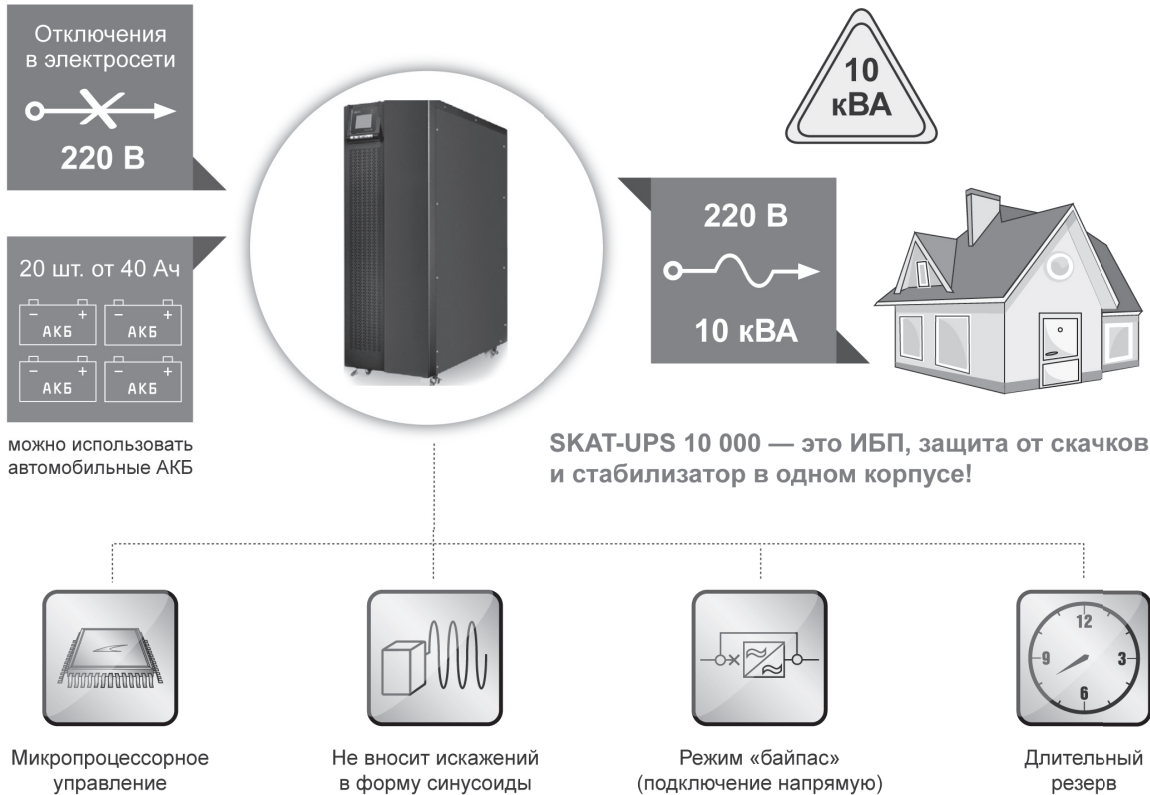 Отключения
в электросети
220 В
10
кВА
20 шт. от 40 Ач
- +
АКБ
- +
АКБ
- +
АКБ
- +
АКБ
можно использовать
автомобильные АКБ
220 В
10 кВА
SKAT-UPS 10 000 — это ИБП, защита от скачков
и стабилизатор в одном корпусе!
Микропроцессорное
управление
Не вносит искажений
в форму синусоиды
Режим «байпас»
(подключение напрямую)
12
9
3
6
Длительный
резерв